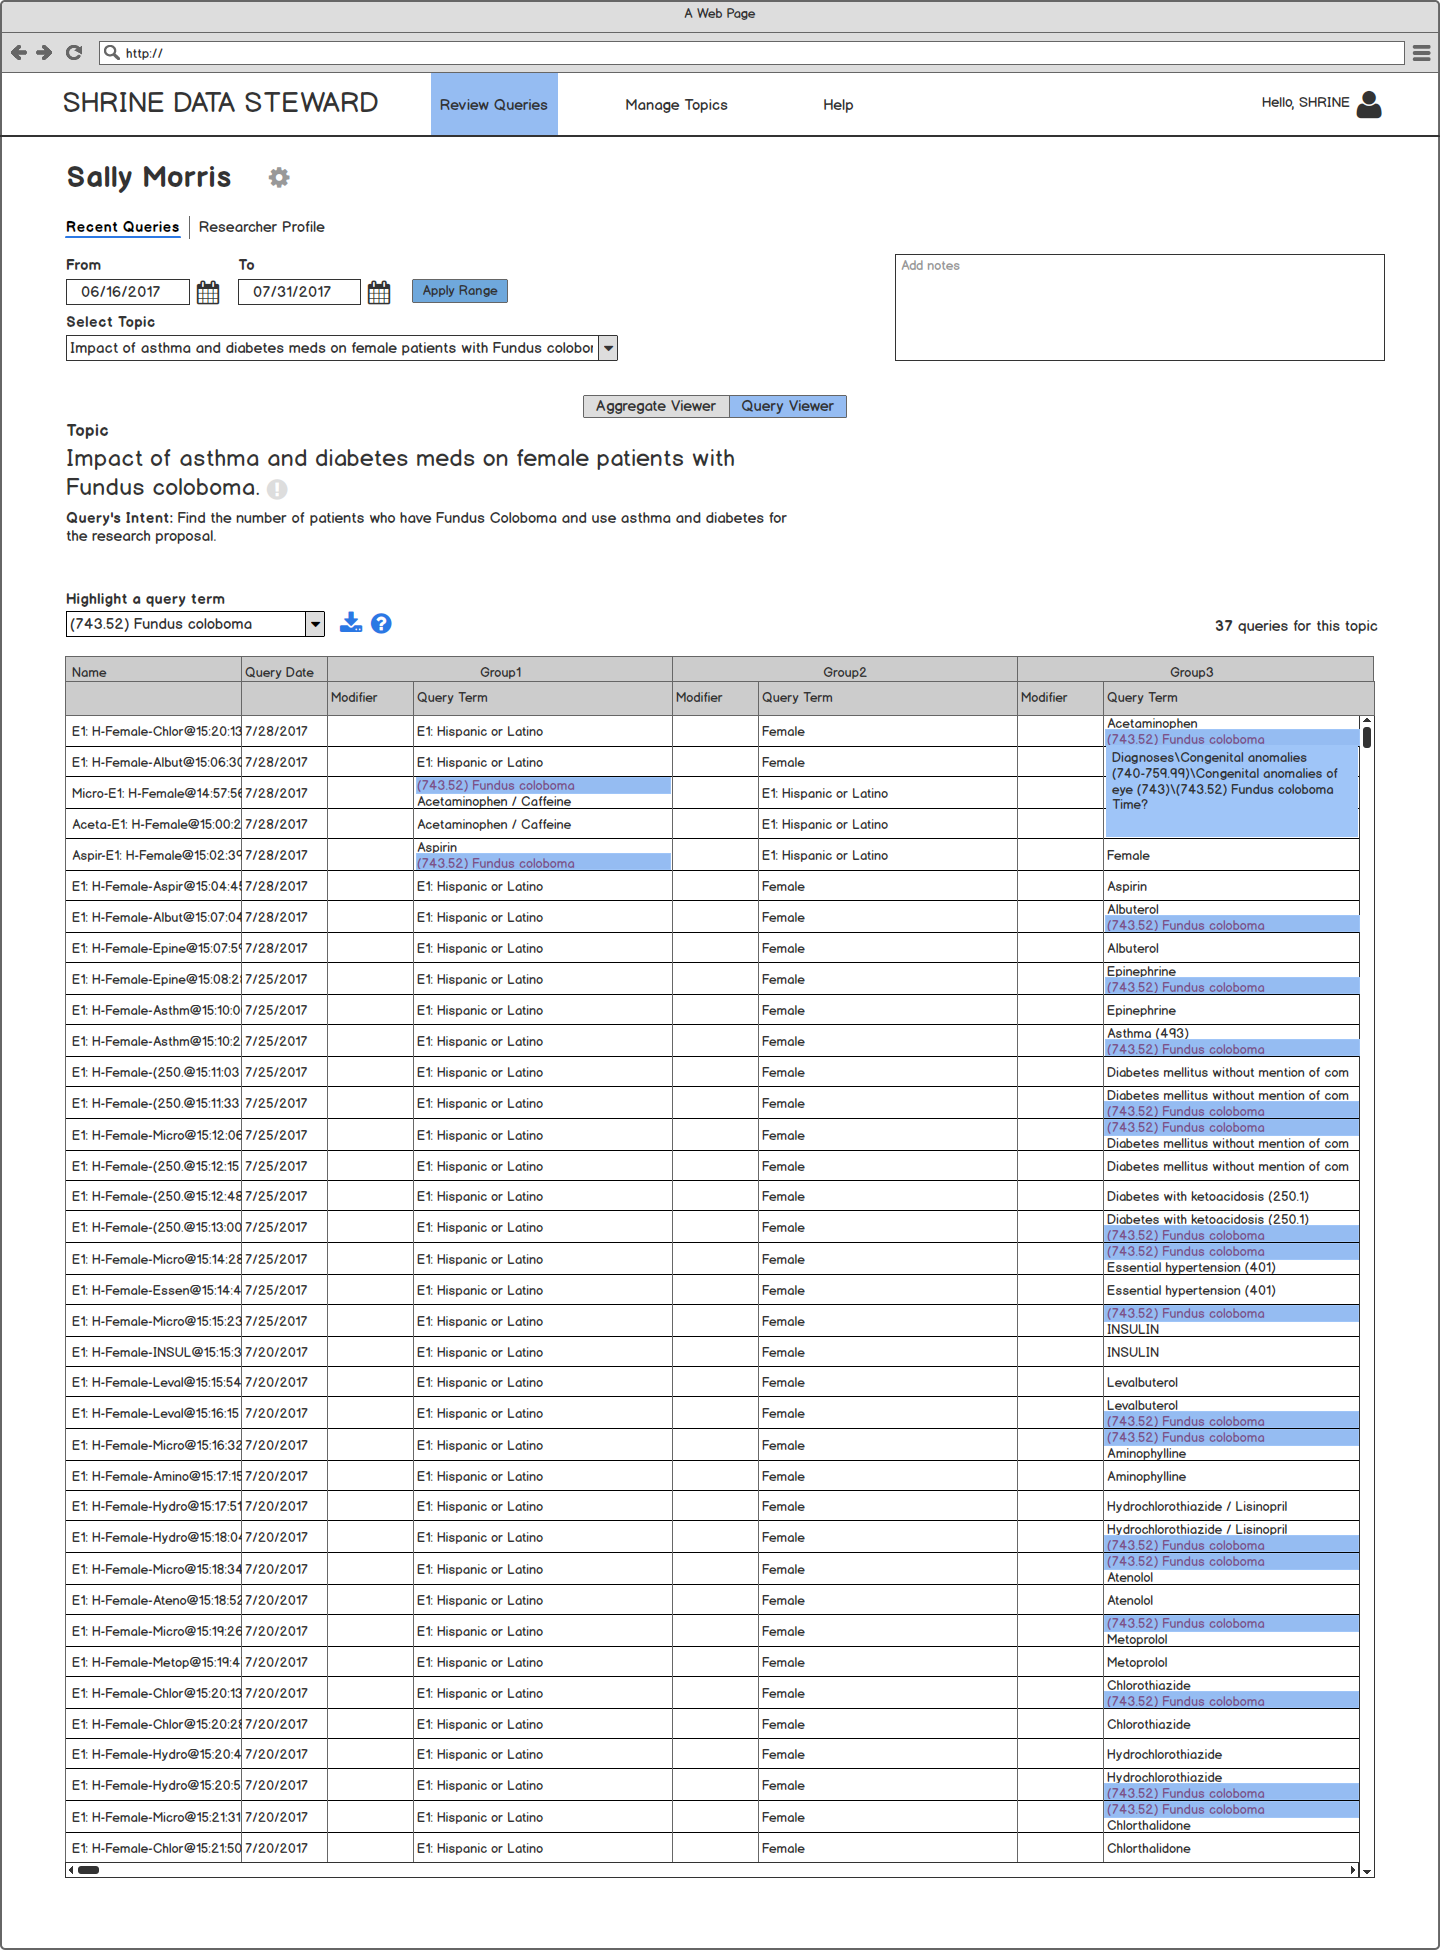 A Web Page
http://
SHRINE DATA STEWARD
Review Queries
Manage Topics
Help
Hello, SHRINE
Sally Morris
Recent Queries
Researcher Profile
From
To
06/16/2017
07/31/2017
Apply Range
Add notes
Select Topic
Impact of asthma and diabetes meds on female patients with Fundus colobor
Aggregate Viewer
Query Viewer
Topic
Impact of asthma and diabetes meds on female patients with
Fundus coloboma.
Query's Intent: Find the number of patients who have Fundus Coloboma and use asthma and diabetes for
the research proposal.
Highlight a query term
(743.52) Fundus coloboma
37 queries for this topic
Name Query Date Group1 Group2 Group3
Modifier Query Term Modifier Query Term Modifier Query Term
E1: H-Female-Chlor@15:20:13 7/28/2017 E1: Hispanic or Latino Female Acetaminophen
(743.52) Fundus coloboma
Diagnoses\Congenital anomalies
(740-759.99)\Congenital anomalies of
eye (743)\(743.52) Fundus coloboma
Time?
E1: H-Female-Albut@15:06:30 7/28/2017 E1: Hispanic or Latino Female
Micro-E1: H-Female@14:57:56 7/28/2017 (743.52) Fundus coloboma
Acetaminophen / Caffeine E1: Hispanic or Latino
Aceta-E1: H-Female@15:00:2 7/28/2017 Acetaminophen / Caffeine E1: Hispanic or Latino
Aspir-E1: H-Female@15:02:39 7/28/2017 Aspirin
(743.52) Fundus coloboma E1: Hispanic or Latino Female
E1: H-Female-Aspir@15:04:45 7/28/2017 E1: Hispanic or Latino Female Aspirin
E1: H-Female-Albut@15:07:04 7/28/2017 E1: Hispanic or Latino Female Albuterol
(743.52) Fundus coloboma
E1: H-Female-Epine@15:07:59 7/28/2017 E1: Hispanic or Latino Female Albuterol
E1: H-Female-Epine@15:08:28 7/25/2017 E1: Hispanic or Latino Female Epinephrine
(743.52) Fundus coloboma
E1: H-Female-Asthm@15:10:0 7/25/2017 E1: Hispanic or Latino Female Epinephrine
E1: H-Female-Asthm@15:10:2 7/25/2017 E1: Hispanic or Latino Female Asthma (493)
(743.52) Fundus coloboma
E1: H-Female-(250.@15:11:03 7/25/2017 E1: Hispanic or Latino Female Diabetes mellitus without mention of com
E1: H-Female-(250.@15:11:33 7/25/2017 E1: Hispanic or Latino Female Diabetes mellitus without mention of com
(743.52) Fundus coloboma
E1: H-Female-Micro@15:12:06 7/25/2017 E1: Hispanic or Latino Female (743.52) Fundus coloboma
Diabetes mellitus without mention of com
E1: H-Female-(250.@15:12:15 7/25/2017 E1: Hispanic or Latino Female Diabetes mellitus without mention of com
E1: H-Female-(250.@15:12:48 7/25/2017 E1: Hispanic or Latino Female Diabetes with ketoacidosis (250.1)
E1: H-Female-(250.@15:13:00 7/25/2017 E1: Hispanic or Latino Female Diabetes with ketoacidosis (250.1)
(743.52) Fundus coloboma
E1: H-Female-Micro@15:14:28 7/25/2017 E1: Hispanic or Latino Female (743.52) Fundus coloboma
Essential hypertension (401)
E1: H-Female-Essen@15:14:4 7/25/2017 E1: Hispanic or Latino Female Essential hypertension (401)
E1: H-Female-Micro@15:15:23 7/25/2017 E1: Hispanic or Latino Female (743.52) Fundus coloboma
INSULIN
E1: H-Female-INSUL@15:15:3 7/20/2017 E1: Hispanic or Latino Female INSULIN
E1: H-Female-Leval@15:15:54 7/20/2017 E1: Hispanic or Latino Female Levalbuterol
E1: H-Female-Leval@15:16:15 7/20/2017 E1: Hispanic or Latino Female Levalbuterol
(743.52) Fundus coloboma
E1: H-Female-Micro@15:16:32 7/20/2017 E1: Hispanic or Latino Female (743.52) Fundus coloboma
Aminophylline
E1: H-Female-Amino@15:17:15 7/20/2017 E1: Hispanic or Latino Female Aminophylline
E1: H-Female-Hydro@15:17:51 7/20/2017 E1: Hispanic or Latino Female Hydrochlorothiazide / Lisinopril
E1: H-Female-Hydro@15:18:04 7/20/2017 E1: Hispanic or Latino Female Hydrochlorothiazide / Lisinopril
(743.52) Fundus coloboma
E1: H-Female-Micro@15:18:34 7/20/2017 E1: Hispanic or Latino Female (743.52) Fundus coloboma
Atenolol
E1: H-Female-Ateno@15:18:52 7/20/2017 E1: Hispanic or Latino Female Atenolol
E1: H-Female-Micro@15:19:26 7/20/2017 E1: Hispanic or Latino Female (743.52) Fundus coloboma
Metoprolol
E1: H-Female-Metop@15:19:4 7/20/2017 E1: Hispanic or Latino Female Metoprolol
E1: H-Female-Chlor@15:20:13 7/20/2017 E1: Hispanic or Latino Female Chlorothiazide
(743.52) Fundus coloboma
E1: H-Female-Chlor@15:20:28 7/20/2017 E1: Hispanic or Latino Female Chlorothiazide
E1: H-Female-Hydro@15:20:4 7/20/2017 E1: Hispanic or Latino Female Hydrochlorothiazide
E1: H-Female-Hydro@15:20:5 7/20/2017 E1: Hispanic or Latino Female Hydrochlorothiazide
(743.52) Fundus coloboma
E1: H-Female-Micro@15:21:31 7/20/2017 E1: Hispanic or Latino Female (743.52) Fundus coloboma
Chlorthalidone
E1: H-Female-Chlor@15:21:50 7/20/2017 E1: Hispanic or Latino Female Chlorthalidone